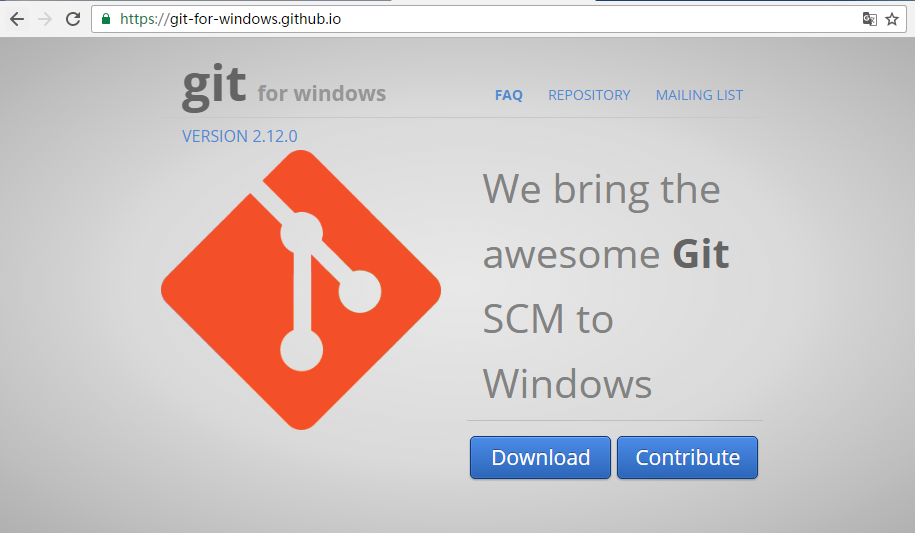 https://git-for-windows.github.io
git for windows
FAQ REPOSITORY MAILING LIST
VERSION 2.12.0
We bring the
awesome Git
SCM to
Windows
Download Contribute